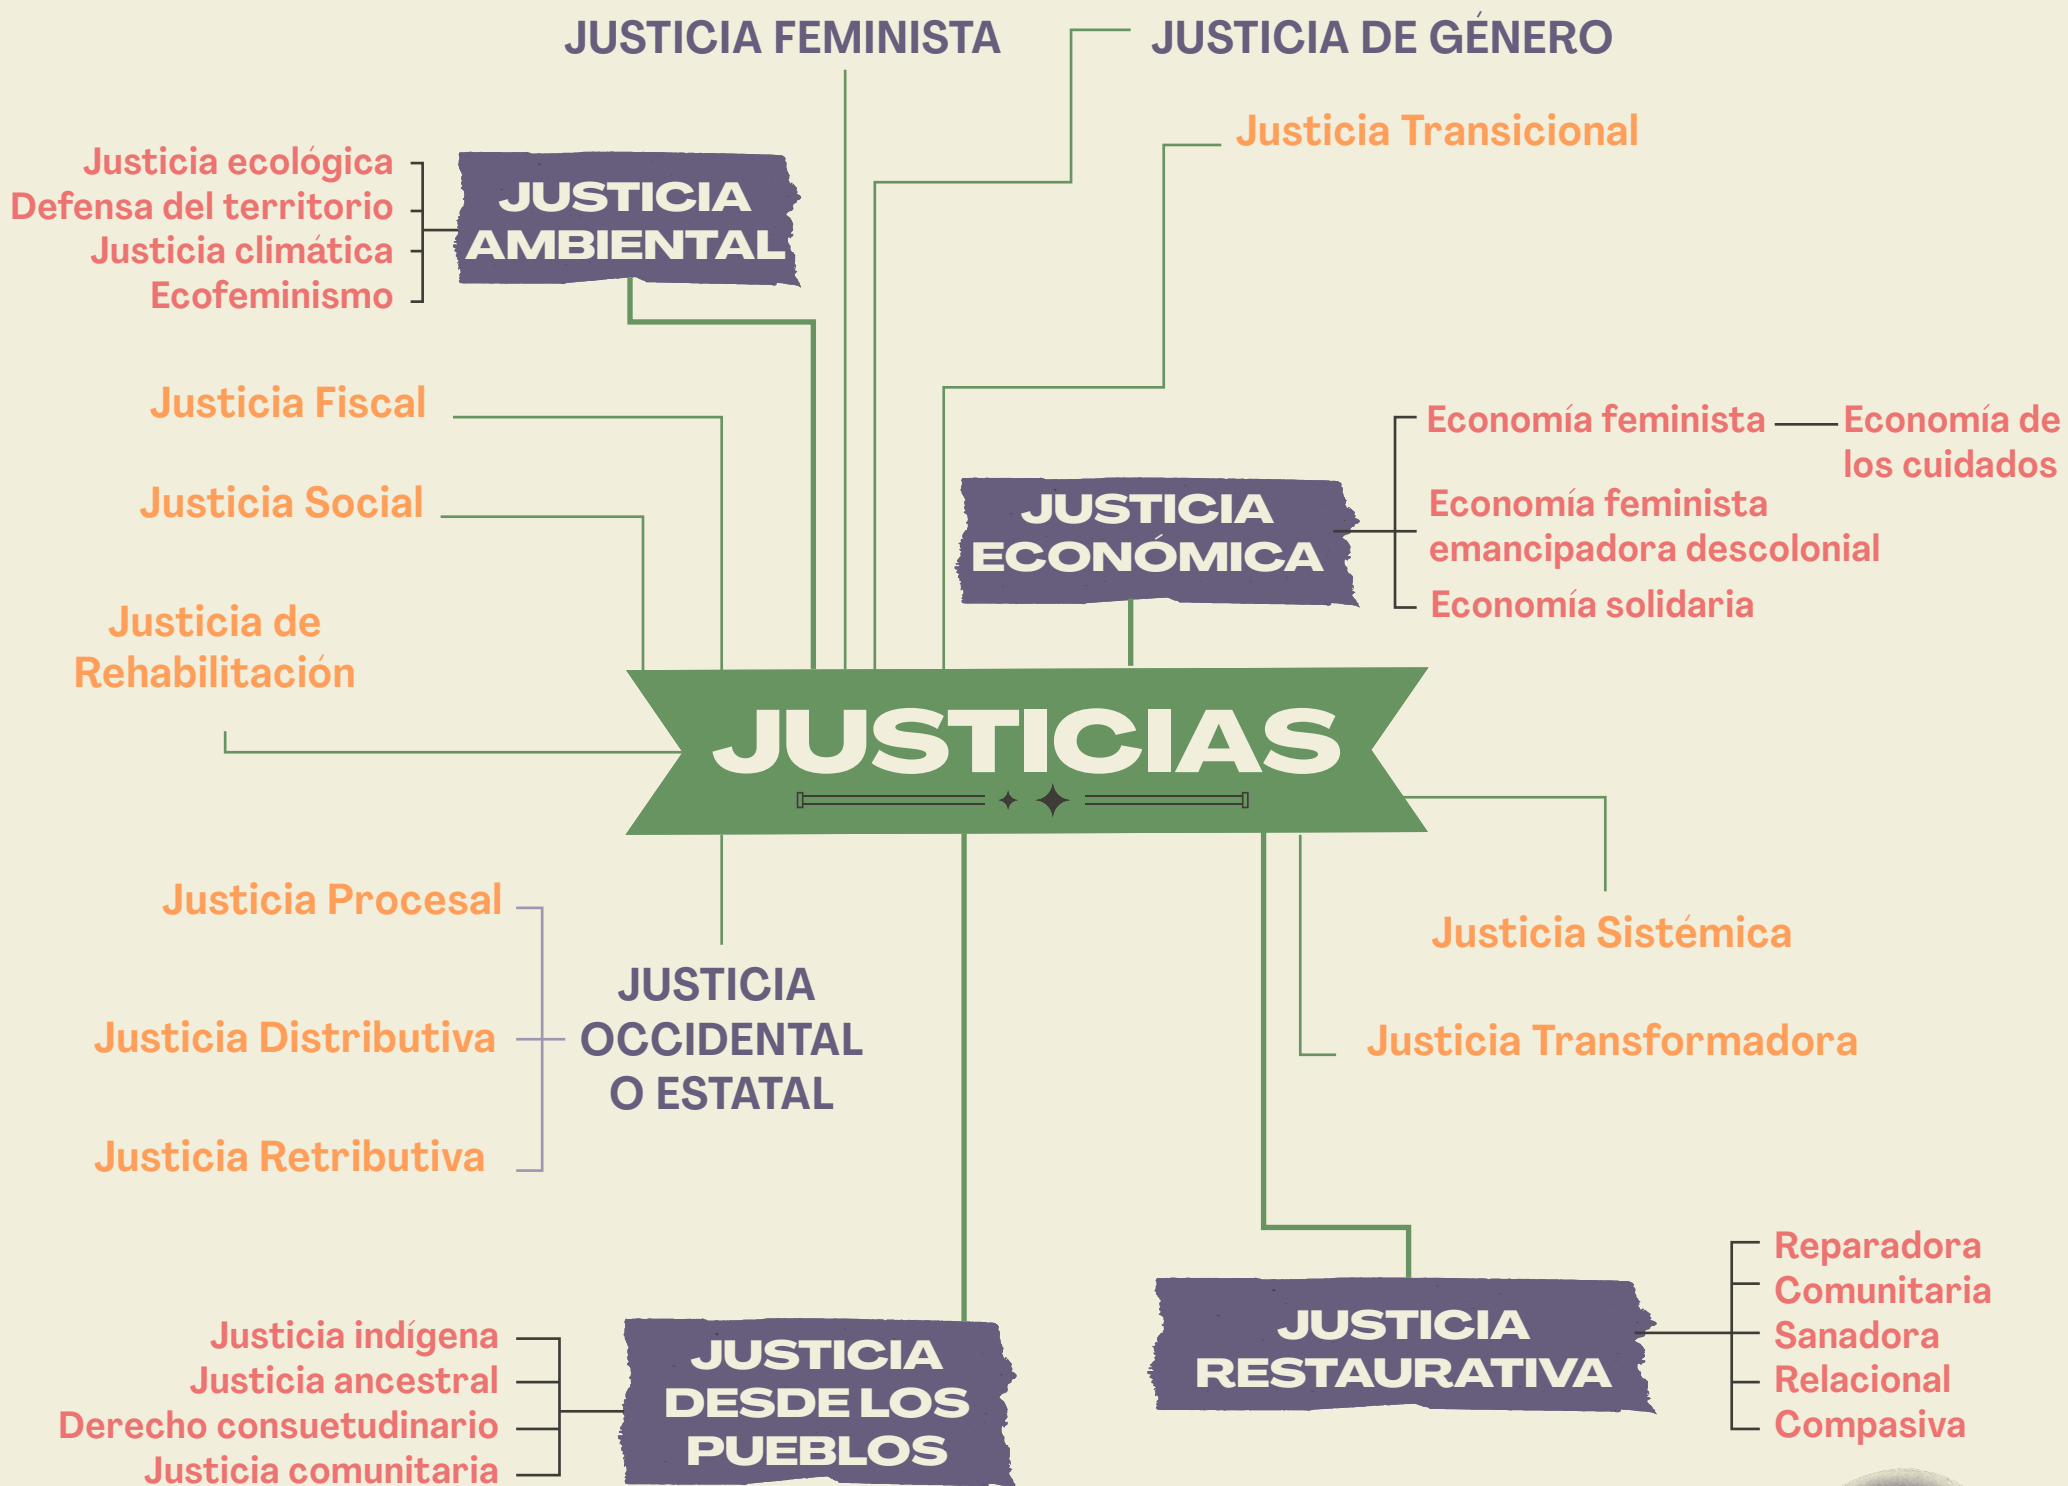 JUSTICIA FEMINISTA
JUSTICIA DE GÉNERO
Justicia Transicional
Justicia ecológica
Defensa del territorio
Justicia climática
Ecofeminismo
JUSTICIA
AMBIENTAL
Justicia Fiscal
Justicia Social
Justicia de
Rehabilitación
JUSTICIA
ECONÓMICA
Economía feminista
Economía de
los cuidados
Economía feminista
emancipadora descolonial
Economía solidaria
JUSTICIAS
Justicia Procesal
Justicia Distributiva
Justicia Retributiva
JUSTICIA
OCCIDENTAL
O ESTATAL
Justicia Sistémica
Justicia Transformadora
Justicia indígena
Justicia ancestral
Derecho consuetudinario
Justicia comunitaria
JUSTICIA
DESDE LOS
PUEBLOS
JUSTICIA
RESTAURATIVA
Reparadora
Comunitaria
Sanadora
Relacional
Compasiva